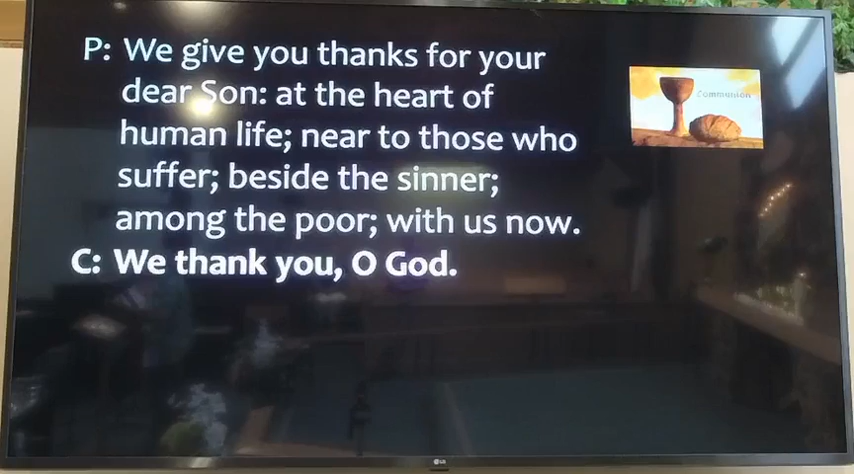 P: We give you thanks for your
dear Son: at the heart of
human life; near to those who
suffer; beside the sinner;
among the poor; with us now.
C: We thank you, O God.
Communion
LG